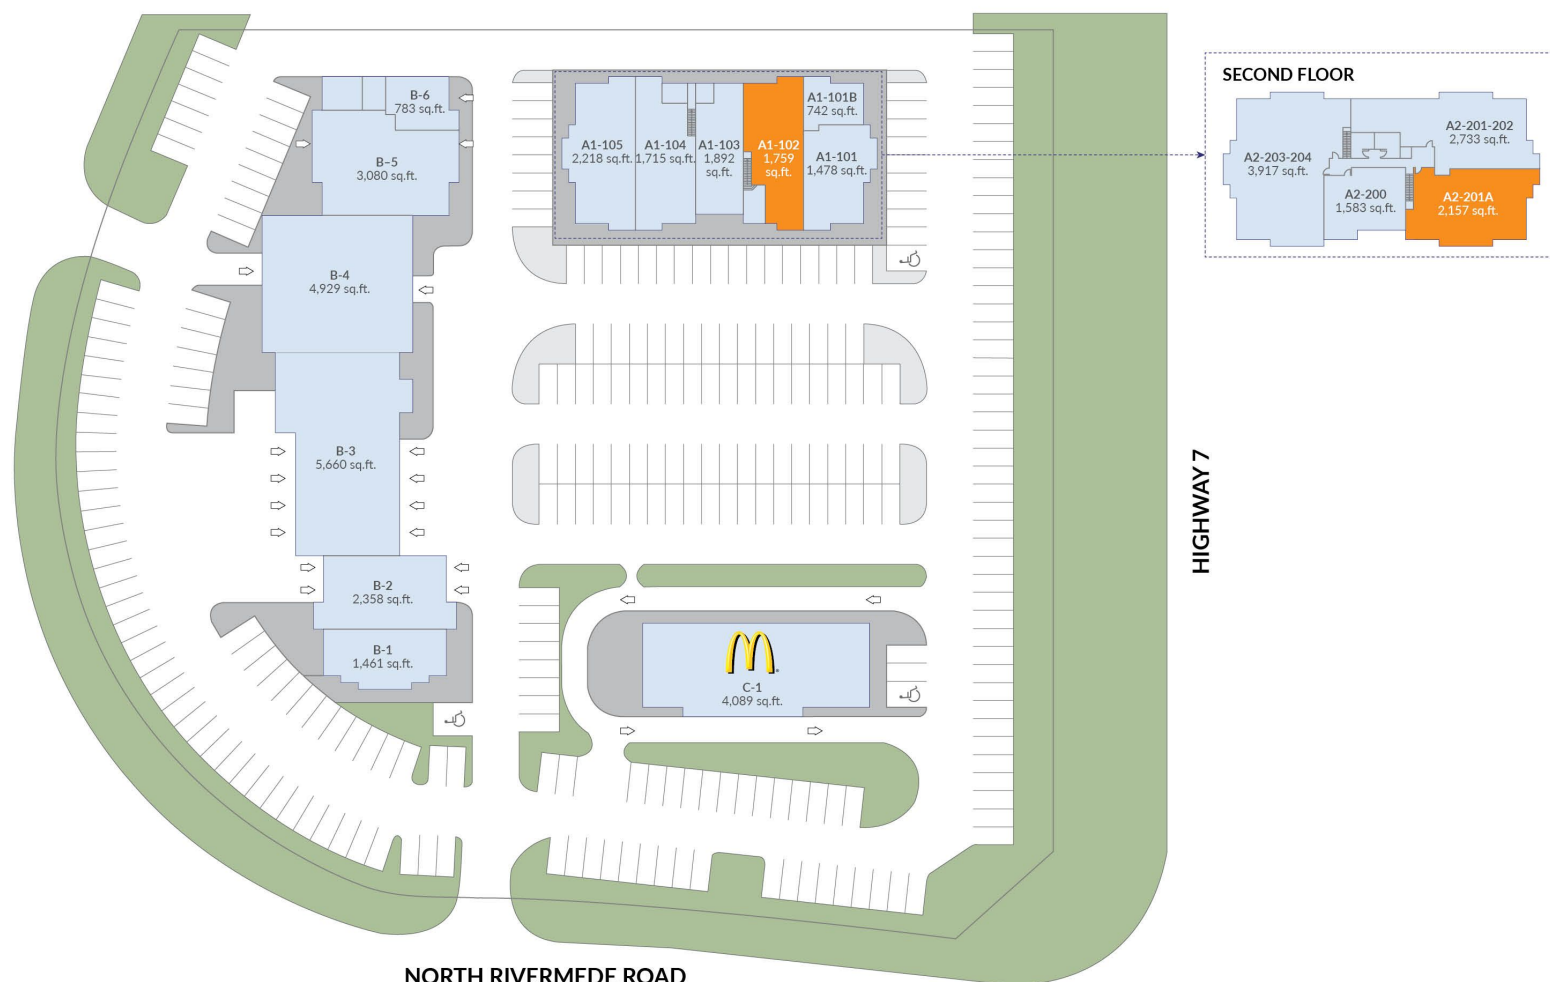 SECOND FLOOR
A2-201-202
2,733 sq.ft.
A2-203-204
3,917 sq.ft.
A2-200
1,583 sq.ft.
A2-201A
2,157 sq.ft.
B-6
783 sq.ft.
B-5
3,080 sq.ft.
B-4
4,929 sq.ft.
B-3
5,660 sq.ft.
B-2
2,358 sq.ft.
B-1
1,461 sq.ft.
A1-105
2,218 sq.ft.
A1-104
1,715 sq.ft.
A1-103
1,892
sq.ft.
A1-102
1,759
sq.ft.
A1-101B
742 sq.ft.
A1-101
1,478 sq.ft.
C-1
4,089 sq.ft.
HIGHWAY 7
NORTH RIVERMEDE ROAD